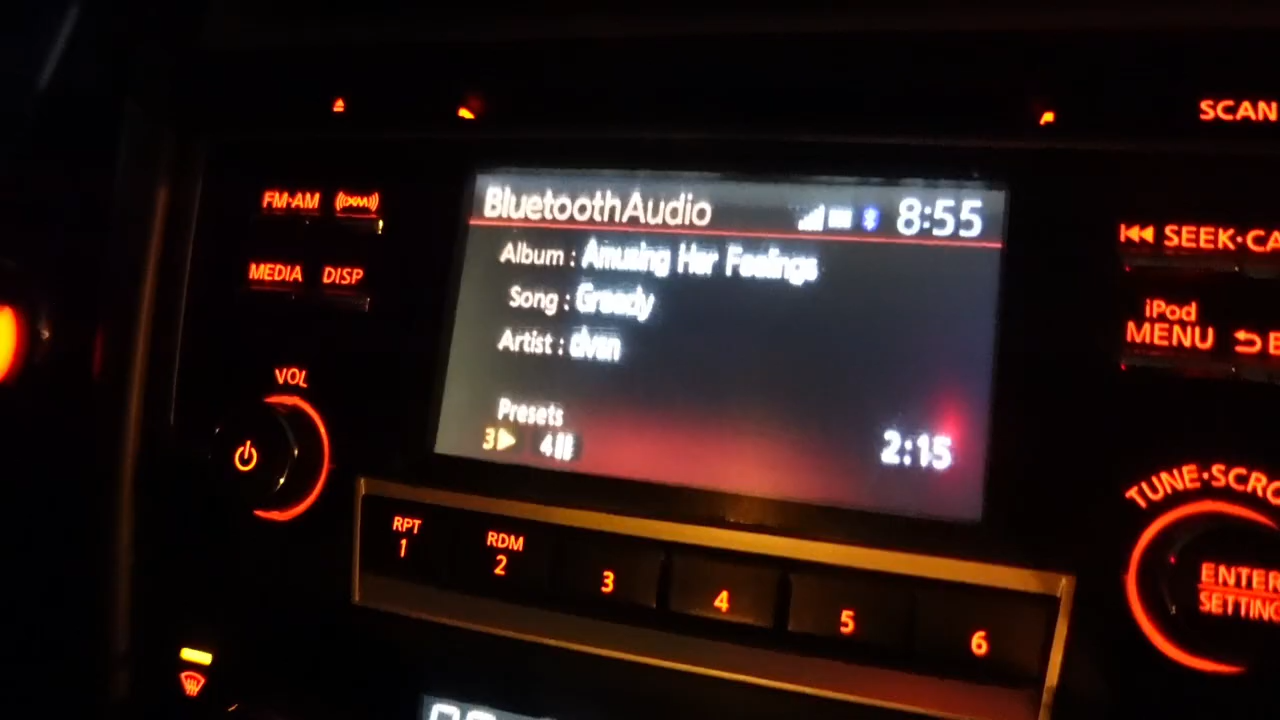 SCAN
FM·AM
MEDIA DISP
VOL
BluetoothAudio 8:55
Album : Amusing Her Feelings
Song : Greedy
Artist : dvsn
Presets
3 4 2:15
SEEK·CA
iPod
MENU
TUNE·SCRO
ENTER
SETTING
RPT
1
RDM
2
3
4
5
6